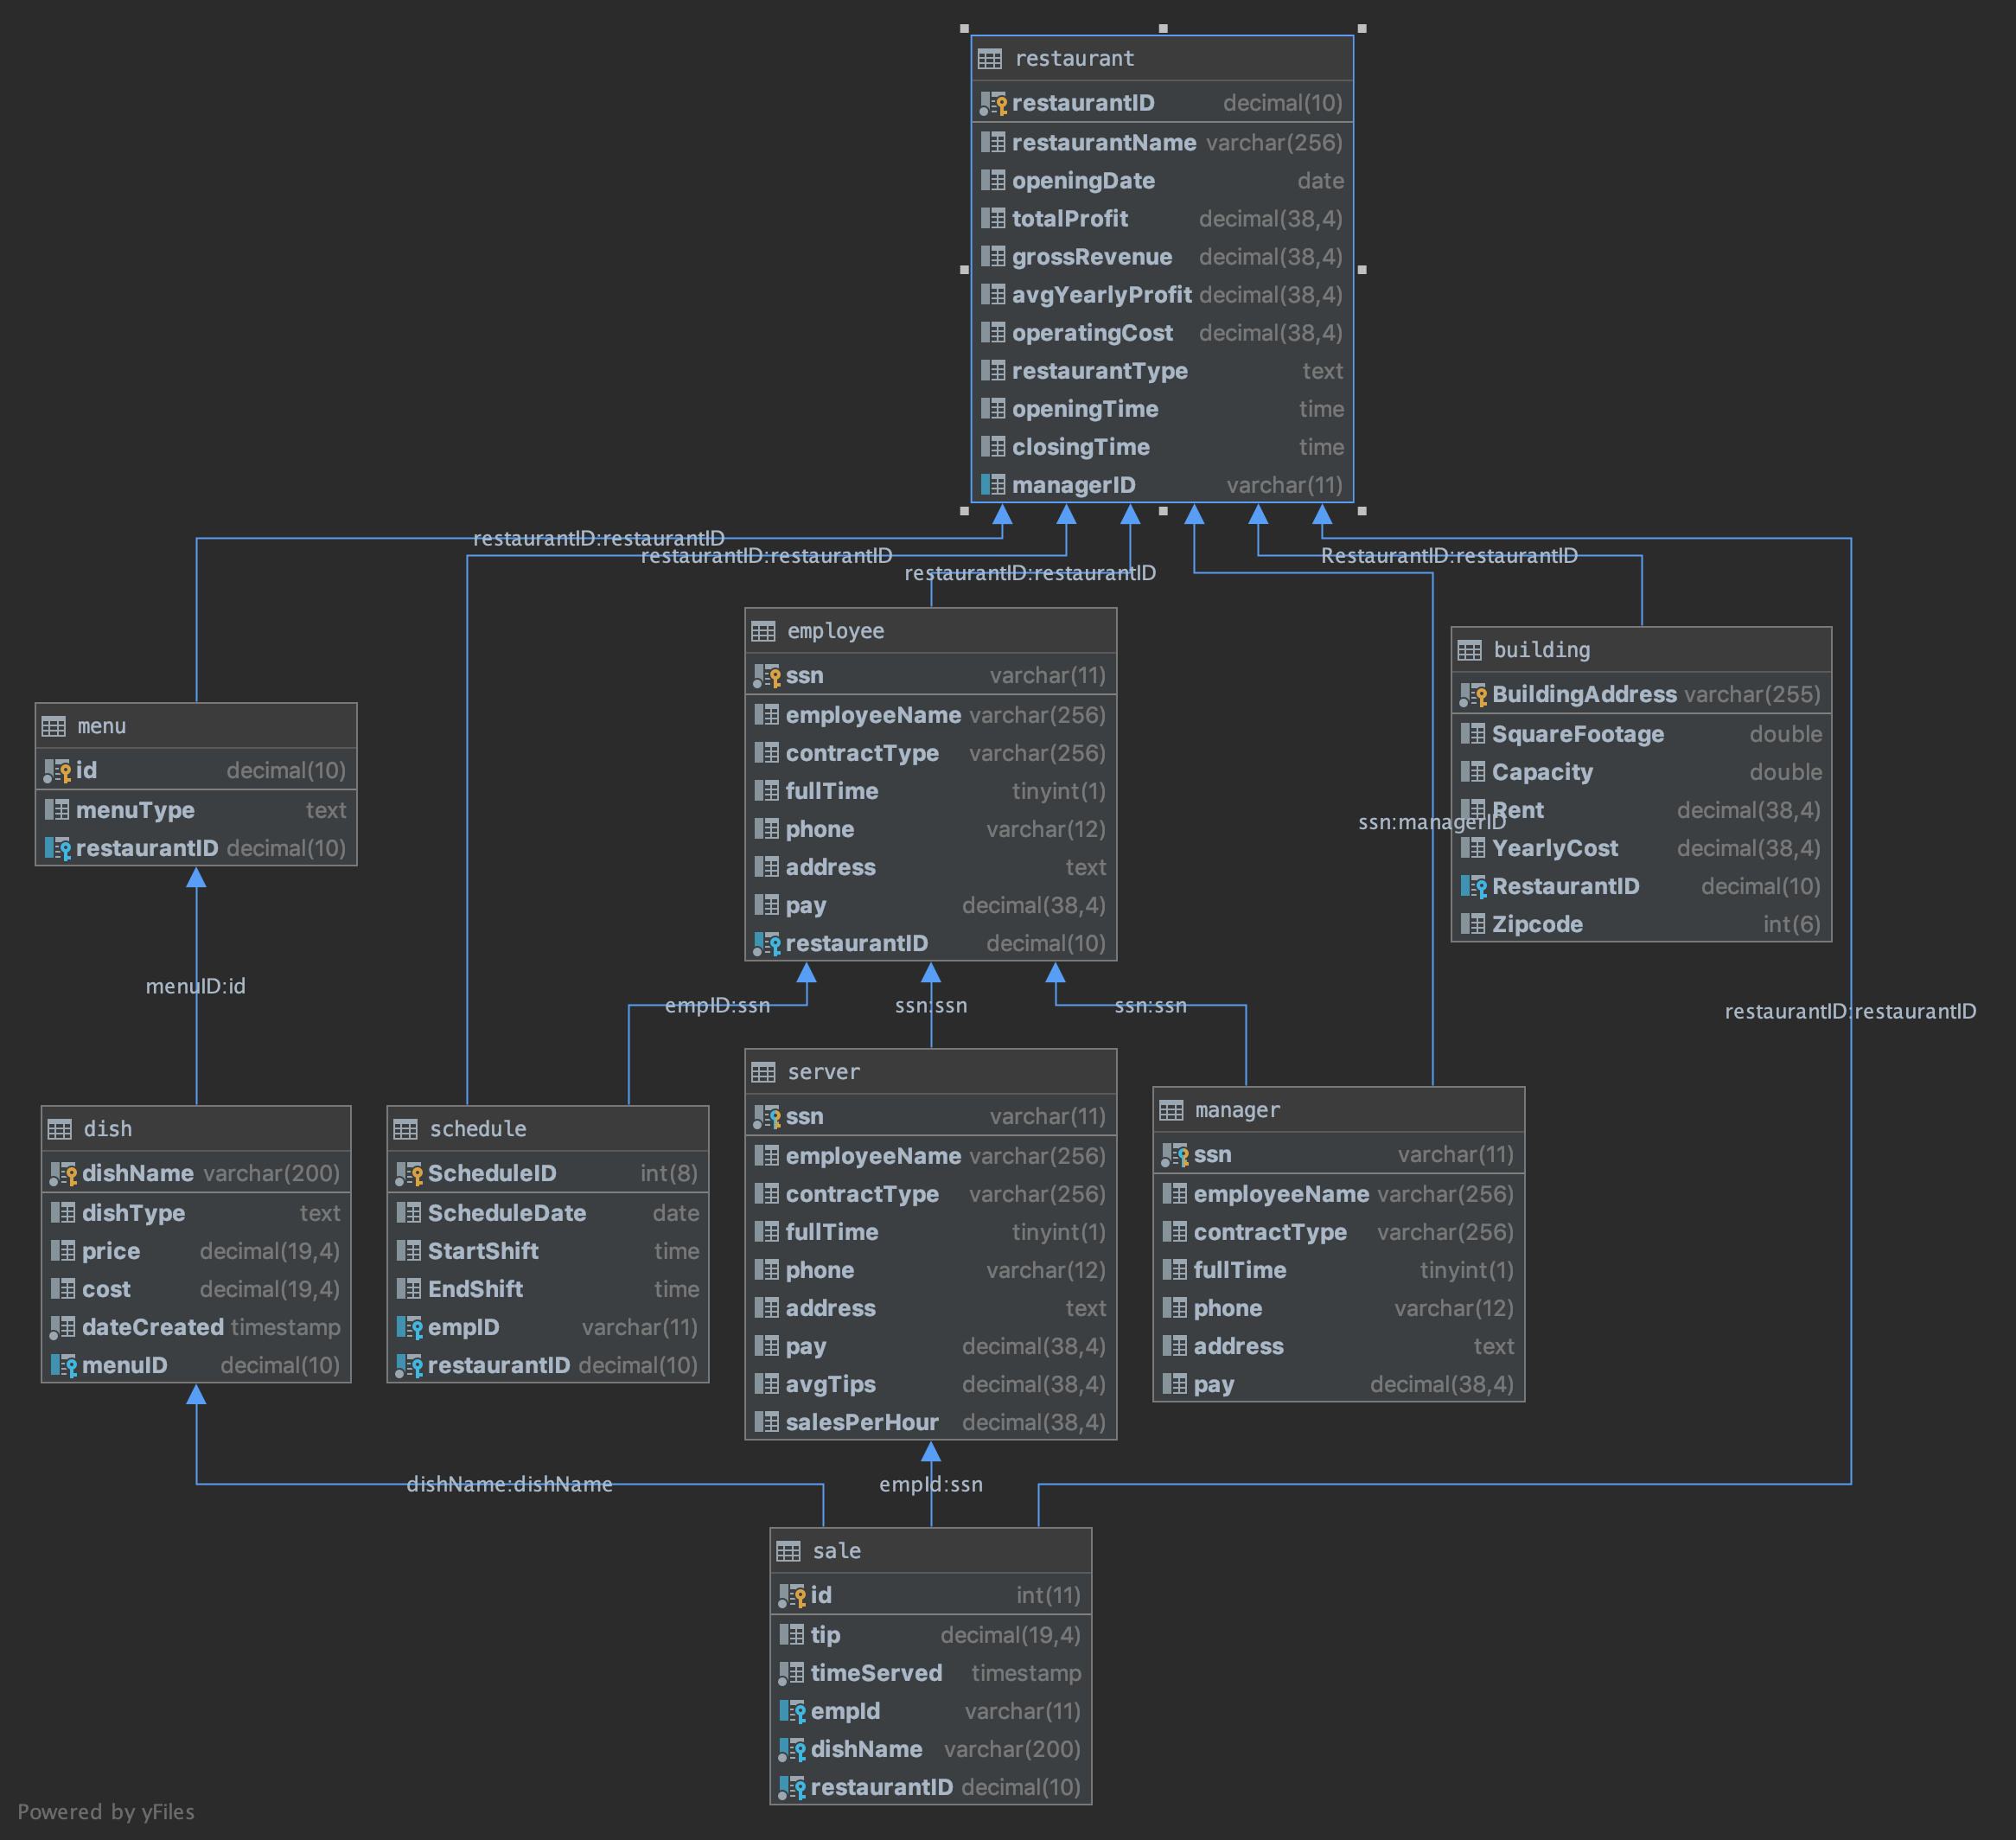 restaurant
restaurantID decimal(10)
restaurantName varchar(256)
openingDate date
totalProfit decimal(38,4)
grossRevenue decimal(38,4)
avgYearlyProfit decimal(38,4)
operatingCost decimal(38,4)
restaurantType text
openingTime time
closingTime time
managerID varchar(11)
restaurantID:restaurantID
restaurantID:restaurantID
restaurantID:restaurantID
RestaurantID:restaurantID
employee
ssn varchar(11)
employeeName varchar(256)
contractType varchar(256)
fullTime tinyint(1)
phone varchar(12)
address text
pay decimal(38,4)
restaurantID decimal(10)
building
BuildingAddress varchar(255)
SquareFootage double
Capacity double
Rent decimal(38,4)
YearlyCost decimal(38,4)
RestaurantID decimal(10)
Zipcode int(6)
ssn:managerID
menu
id decimal(10)
menuType text
restaurantID decimal(10)
menuID:id
empID:ssn
ssn:ssn
ssn:ssn
restaurantID:restaurantID
dish
dishName varchar(200)
dishType text
price decimal(19,4)
cost decimal(19,4)
dateCreated timestamp
menuID decimal(10)
schedule
ScheduleID int(8)
ScheduleDate date
StartShift time
EndShift time
empID varchar(11)
restaurantID decimal(10)
server
ssn varchar(11)
employeeName varchar(256)
contractType varchar(256)
fullTime tinyint(1)
phone varchar(12)
address text
pay decimal(38,4)
avgTips decimal(38,4)
salesPerHour decimal(38,4)
manager
ssn varchar(11)
employeeName varchar(256)
contractType varchar(256)
fullTime tinyint(1)
phone varchar(12)
address text
pay decimal(38,4)
dishName:dishName
empId:ssn
sale
id int(11)
tip decimal(19,4)
timeServed timestamp
empId varchar(11)
dishName varchar(200)
restaurantID decimal(10)
Powered by yFiles